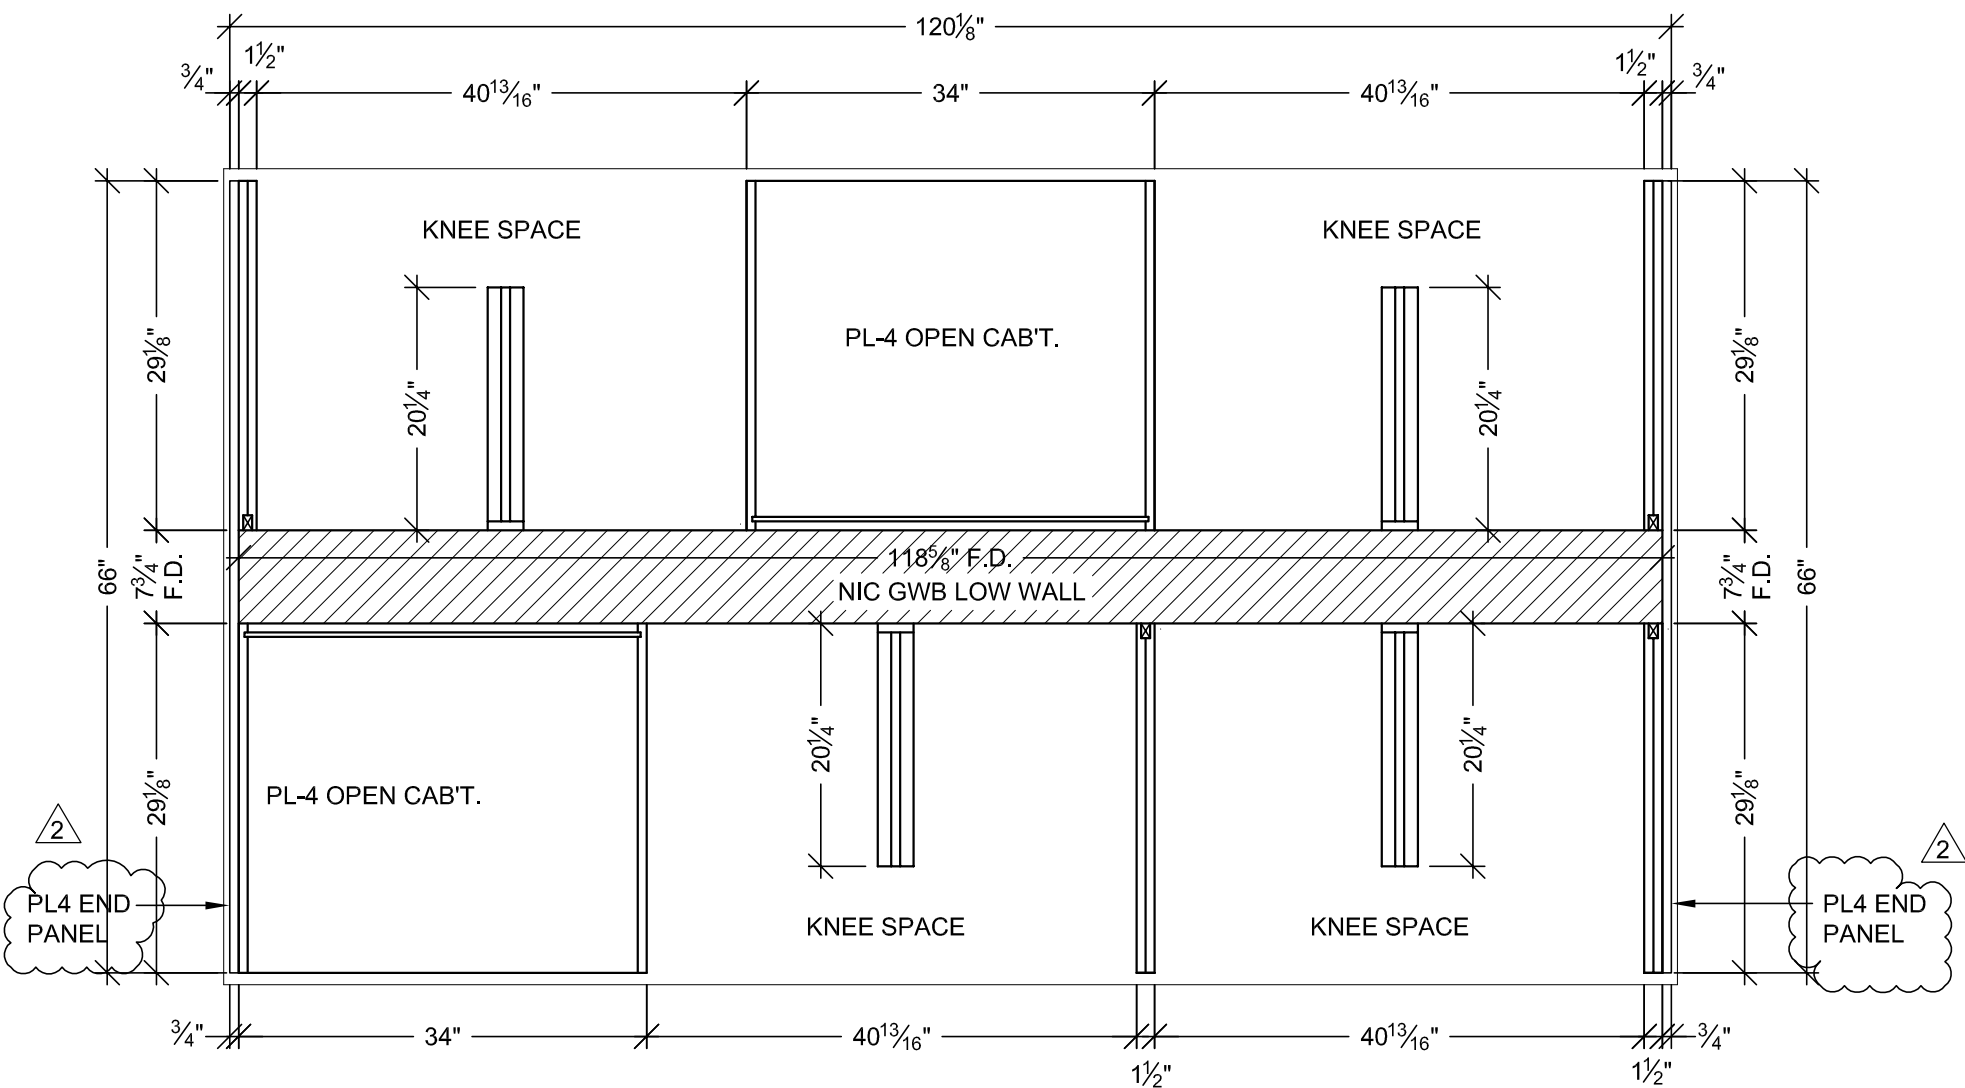 120⅛"
¾" 1½" 40¹³⁄₁₆" 34" 40¹³⁄₁₆" 1½" ¾"
KNEE SPACE KNEE SPACE
PL-4 OPEN CAB'T.
29⅛" 20¼" 20¼" 29⅛"
118⅝" F.D.
NIC GWB LOW WALL
66" 7¾" F.D. 7¾" F.D. 66"
20¼" 20¼"
29⅛" 29⅛"
PL-4 OPEN CAB'T.
2
2
PL4 END
PANEL
PL4 END
PANEL
KNEE SPACE KNEE SPACE
¾" 34" 40¹³⁄₁₆" 1½" 40¹³⁄₁₆" 1½" ¾"